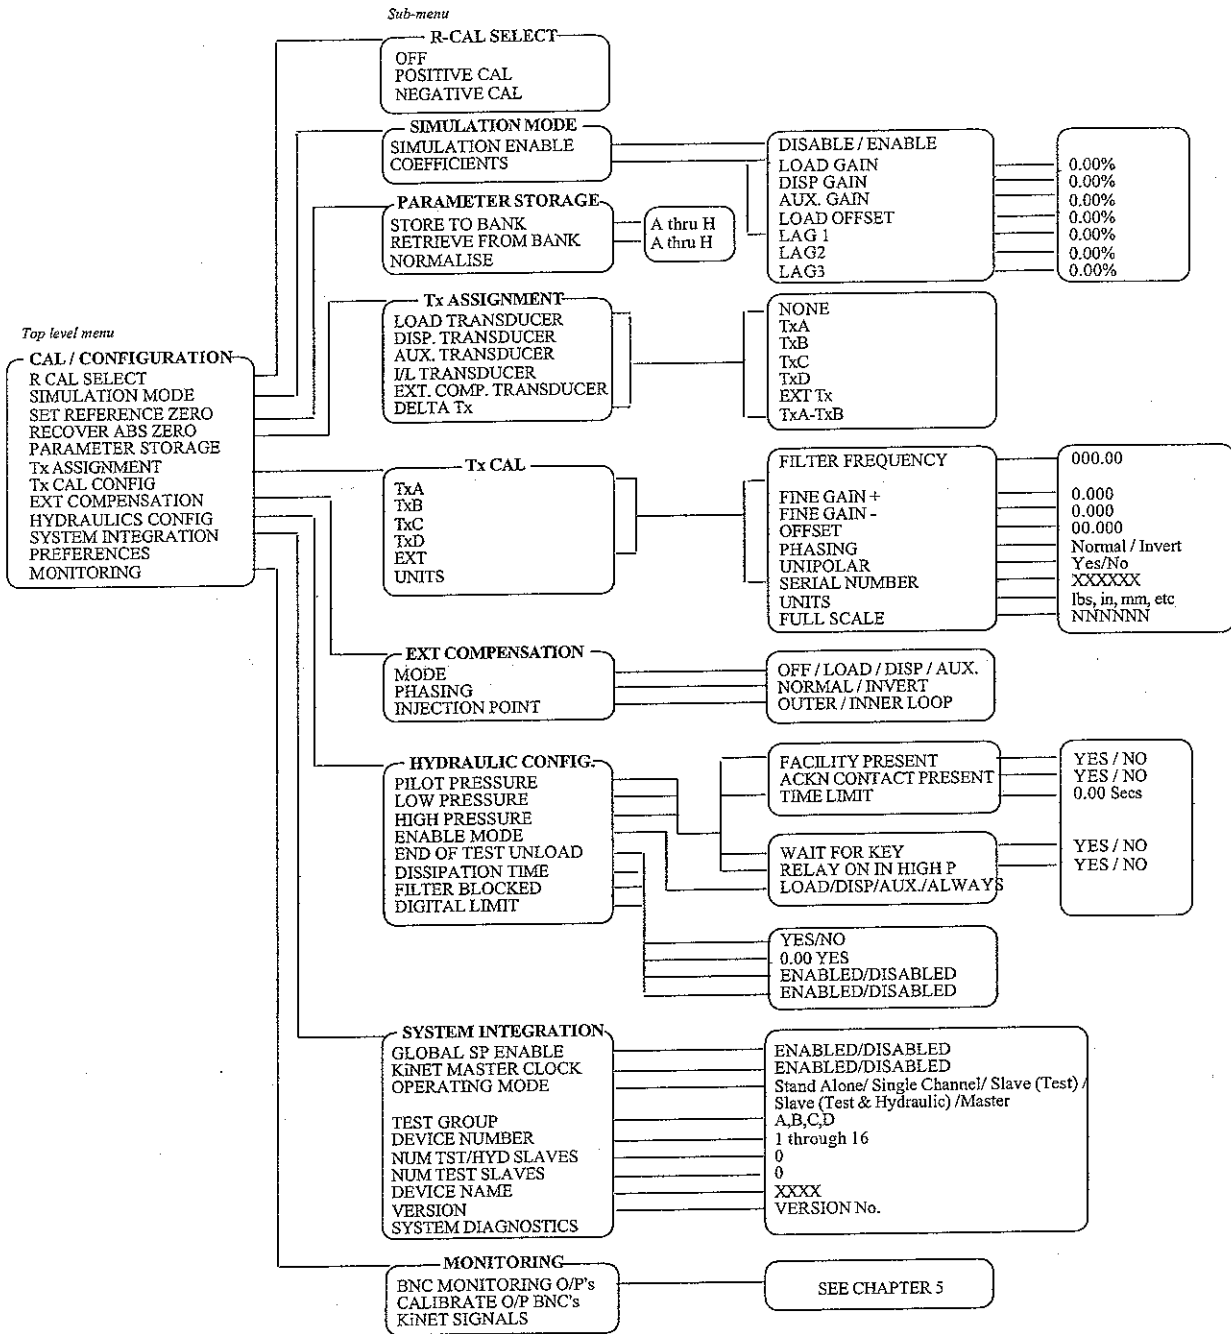 Sub-menu
R-CAL SELECT
OFF
POSITIVE CAL
NEGATIVE CAL
SIMULATION MODE
SIMULATION ENABLE
COEFFICIENTS
DISABLE / ENABLE
LOAD GAIN
DISP GAIN
AUX. GAIN
LOAD OFFSET
LAG 1
LAG2
LAG3
0.00%
0.00%
0.00%
0.00%
0.00%
0.00%
0.00%
PARAMETER STORAGE
STORE TO BANK
RETRIEVE FROM BANK
NORMALISE
A thru H
A thru H
Top level menu
CAL / CONFIGURATION
R CAL SELECT
SIMULATION MODE
SET REFERENCE ZERO
RECOVER ABS ZERO
PARAMETER STORAGE
Tx ASSIGNMENT
Tx CAL CONFIG
EXT COMPENSATION
HYDRAULICS CONFIG
SYSTEM INTEGRATION
PREFERENCES
MONITORING
Tx ASSIGNMENT
LOAD TRANSDUCER
DISP. TRANSDUCER
AUX. TRANSDUCER
I/L TRANSDUCER
EXT. COMP. TRANSDUCER
DELTA Tx
NONE
TxA
TxB
TxC
TxD
EXT Tx
TxA-TxB
Tx CAL
TxA
TxB
TxC
TxD
EXT
UNITS
FILTER FREQUENCY
FINE GAIN +
FINE GAIN -
OFFSET
PHASING
UNIPOLAR
SERIAL NUMBER
UNITS
FULL SCALE
000.00
0.000
0.000
00.000
Normal / Invert
Yes/No
XXXXXX
lbs, in, mm, etc
NNNNNN
EXT COMPENSATION
MODE
PHASING
INJECTION POINT
OFF / LOAD / DISP / AUX.
NORMAL / INVERT
OUTER / INNER LOOP
HYDRAULIC CONFIG.
PILOT PRESSURE
LOW PRESSURE
HIGH PRESSURE
ENABLE MODE
END OF TEST UNLOAD
DISSIPATION TIME
FILTER BLOCKED
DIGITAL LIMIT
FACILITY PRESENT
ACKN CONTACT PRESENT
TIME LIMIT
WAIT FOR KEY
RELAY ON IN HIGH P
LOAD/DISP/AUX./ALWAYS
YES / NO
YES / NO
0.00 Secs
YES / NO
YES / NO
YES/NO
0.00 YES
ENABLED/DISABLED
ENABLED/DISABLED
SYSTEM INTEGRATION
GLOBAL SP ENABLE
KiNET MASTER CLOCK
OPERATING MODE
TEST GROUP
DEVICE NUMBER
NUM TST/HYD SLAVES
NUM TEST SLAVES
DEVICE NAME
VERSION
SYSTEM DIAGNOSTICS
ENABLED/DISABLED
ENABLED/DISABLED
Stand Alone/ Single Channel/ Slave (Test) /
Slave (Test & Hydraulic) /Master
A,B,C,D
1 through 16
0
0
XXXX
VERSION No.
MONITORING
BNC MONITORING O/P's
CALIBRATE O/P BNC's
KiNET SIGNALS
SEE CHAPTER 5